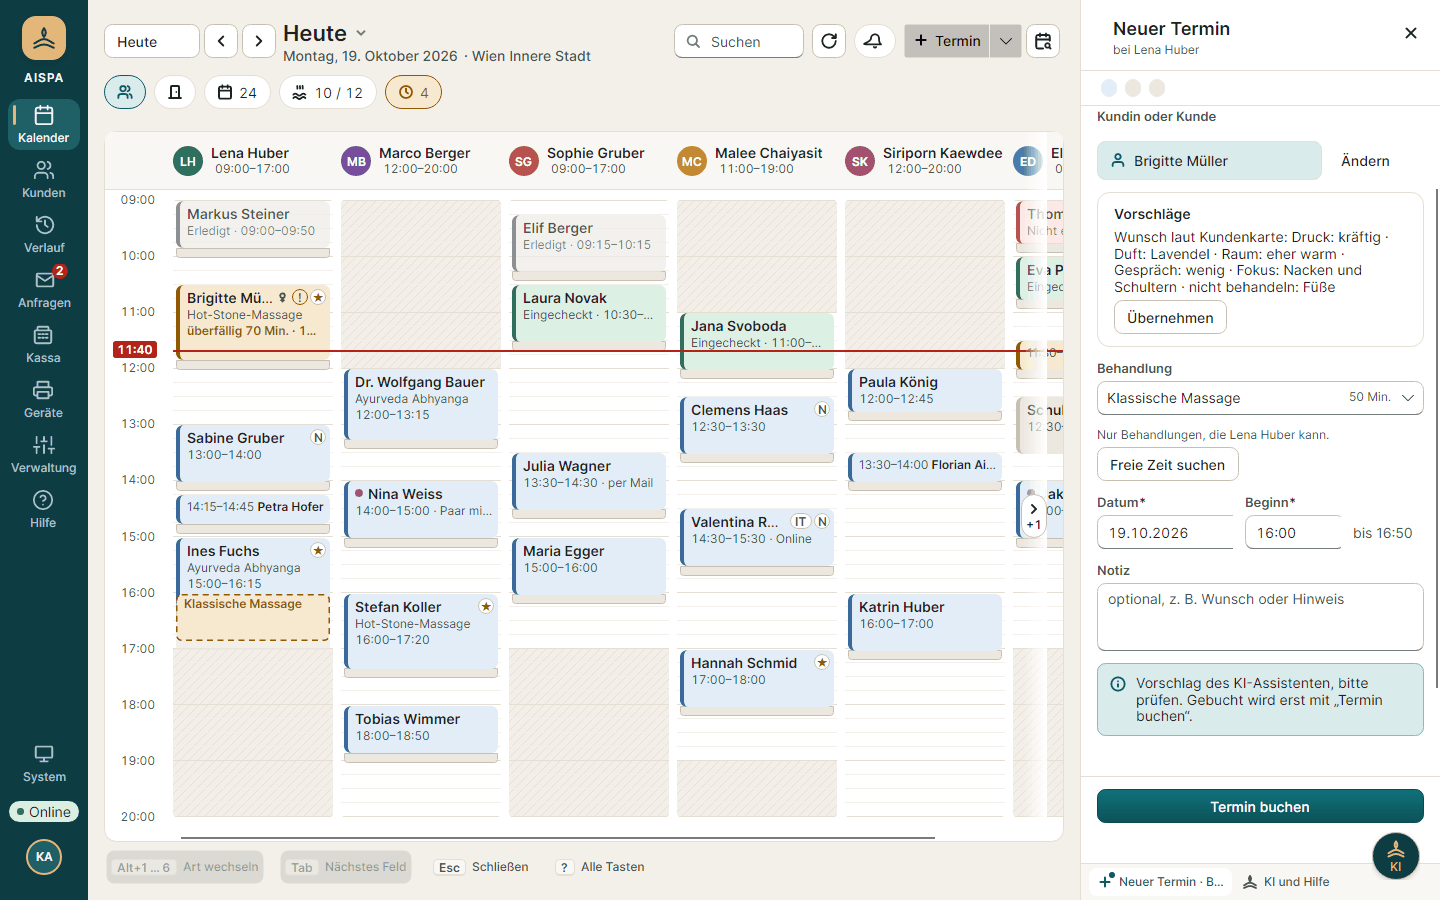 AISPA
Kalender
Kunden
Verlauf
2
Anfragen
Kassa
Geräte
Verwaltung
Hilfe
System
Online
KA
Heute
Heute
Montag, 19. Oktober 2026 · Wien Innere Stadt
Suchen
Termin
24
10 / 12
4
LH
Lena Huber
09:00–17:00
MB
Marco Berger
12:00–20:00
SG
Sophie Gruber
09:00–17:00
MC
Malee Chaiyasit
11:00–19:00
SK
Siriporn Kaewdee
12:00–20:00
ED
09:00
10:00
11:00
11:40
12:00
13:00
14:00
15:00
16:00
17:00
18:00
19:00
20:00
Markus Steiner
Erledigt · 09:00–09:50
Brigitte Mü...
Hot-Stone-Massage
überfällig 70 Min. · 1...
Sabine Gruber N
13:00–14:00
14:15–14:45 Petra Hofer
Ines Fuchs
Ayurveda Abhyanga
15:00–16:15
Klassische Massage
Dr. Wolfgang Bauer
Ayurveda Abhyanga
12:00–13:15
Nina Weiss
14:00–15:00 · Paar mi...
Stefan Koller
Hot-Stone-Massage
16:00–17:20
Tobias Wimmer
18:00–18:50
Elif Berger
Erledigt · 09:15–10:15
Laura Novak
Eingecheckt · 10:30–...
Julia Wagner
13:30–14:30 · per Mail
Maria Egger
15:00–16:00
Jana Svoboda
Eingecheckt · 11:00–...
Clemens Haas N
12:30–13:30
Valentina R... IT N
14:30–15:30 · Online
Hannah Schmid
17:00–18:00
Paula König
12:00–12:45
13:30–14:00 Florian Ai...
Katrin Huber
16:00–17:00
+1
Alt+1 ... 6 Art wechseln
Tab Nächstes Feld
Esc Schließen
? Alle Tasten
Neuer Termin
bei Lena Huber
Kundin oder Kunde
Brigitte Müller
Ändern
Vorschläge
Wunsch laut Kundenkarte: Druck: kräftig ·
Duft: Lavendel · Raum: eher warm ·
Gespräch: wenig · Fokus: Nacken und
Schultern · nicht behandeln: Füße
Übernehmen
Behandlung
Klassische Massage 50 Min.
Nur Behandlungen, die Lena Huber kann.
Freie Zeit suchen
Datum* Beginn*
19.10.2026 16:00 bis 16:50
Notiz
optional, z. B. Wunsch oder Hinweis
Vorschlag des KI-Assistenten, bitte
prüfen. Gebucht wird erst mit „Termin
buchen“.
Termin buchen
KI
Neuer Termin · B...
KI und Hilfe